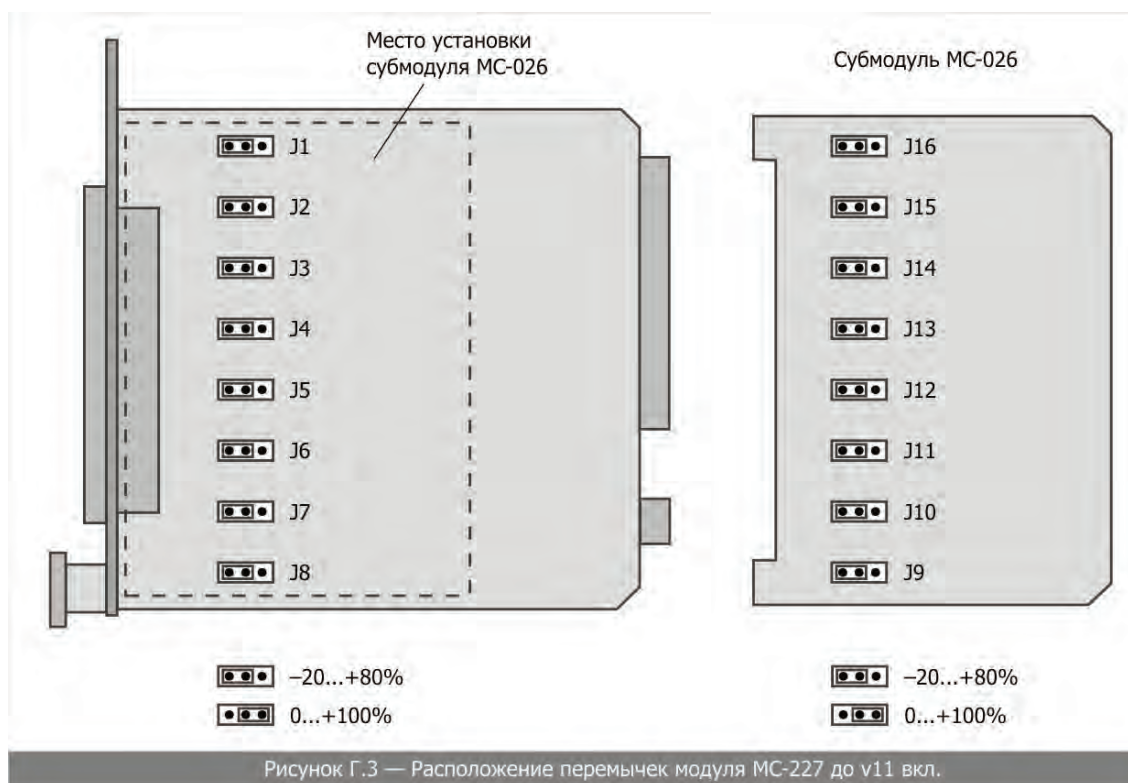 Место установки
субмодуля МС-026
Субмодуль МС-026
J1
J2
J3
J4
J5
J6
J7
J8
J16
J15
J14
J13
J12
J11
J10
J9
–20...+80%
0...+100%
–20...+80%
0...+100%
Рисунок Г.3 — Расположение перемычек модуля МС-227 до v11 вкл.